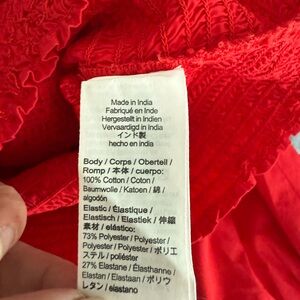 Made in India
Fabriqué en Inde
Hergestellt in Indien
Vervaardigd in India
インド製
hecho en India
Body / Corps / Oberteil /
Romp / 本体 / cuerpo:
100% Cotton / Coton /
Baumwolle / Katoen / 綿 /
algodón
Elastic / Élastique /
Elastisch / Elastiek / 伸縮
素材 / elástico:
73% Polyester / Polyester /
Polyester / Polyester / ポリエ
ステル / poliéster
27% Elastane / Élasthanne /
Elastan / Elastaan / ポリウ
レタン / elastano